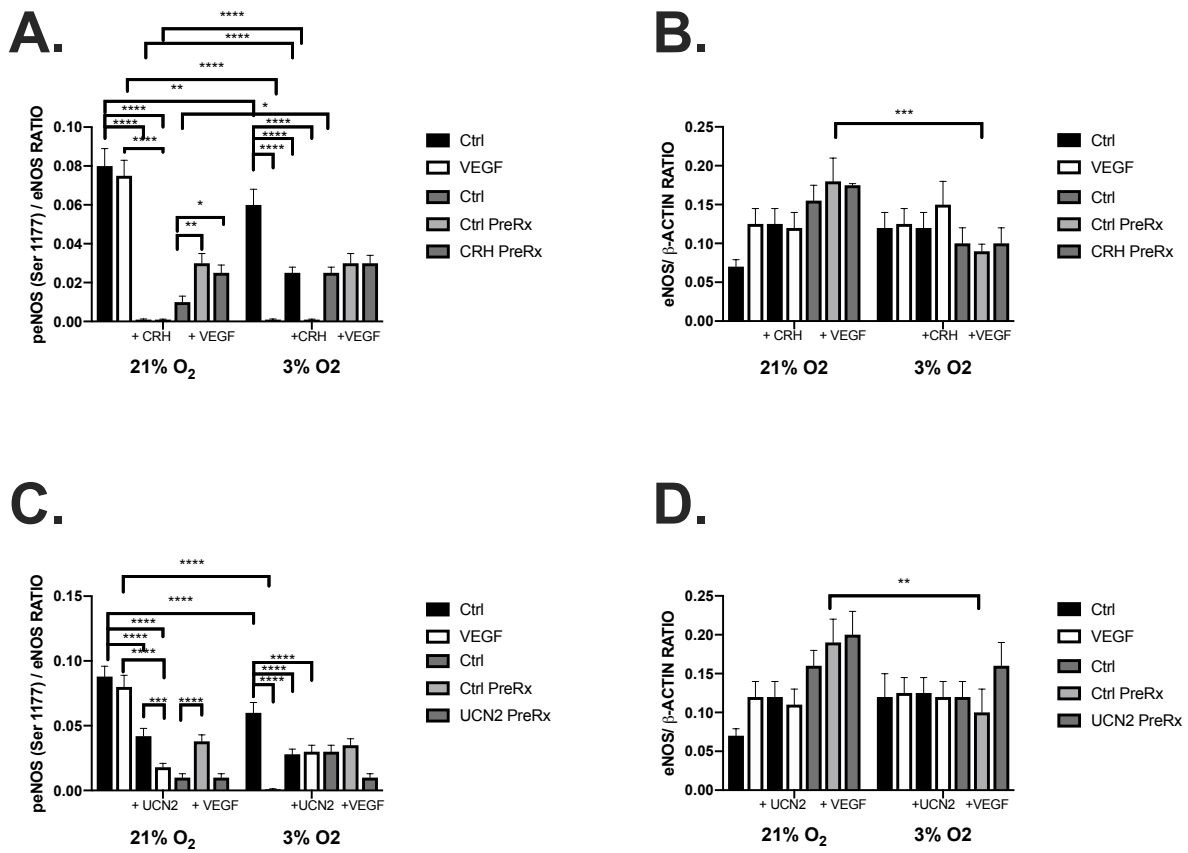 A.
****
****
****
**
*
****
****
****
****
****
****
*
**
peNOS (Ser 1177) / eNOS RATIO
0.10
0.08
0.06
0.04
0.02
0.00
+ CRH
+ VEGF
+CRH
+VEGF
21% O2
3% O2
Ctrl
VEGF
Ctrl
Ctrl PreRx
CRH PreRx
B.
***
eNOS/ β-ACTIN RATIO
0.25
0.20
0.15
0.10
0.05
0.00
+ CRH
+ VEGF
+CRH
+VEGF
21% O2
3% O2
Ctrl
VEGF
Ctrl
Ctrl PreRx
CRH PreRx
C.
****
****
****
****
****
***
****
****
****
****
peNOS (Ser 1177) / eNOS RATIO
0.15
0.10
0.05
0.00
+ UCN2
+ VEGF
+UCN2
+VEGF
21% O2
3% O2
Ctrl
VEGF
Ctrl
Ctrl PreRx
UCN2 PreRx
D.
**
eNOS/ β-ACTIN RATIO
0.25
0.20
0.15
0.10
0.05
0.00
+ UCN2
+ VEGF
+UCN2
+VEGF
21% O2
3% O2
Ctrl
VEGF
Ctrl
Ctrl PreRx
UCN2 PreRx